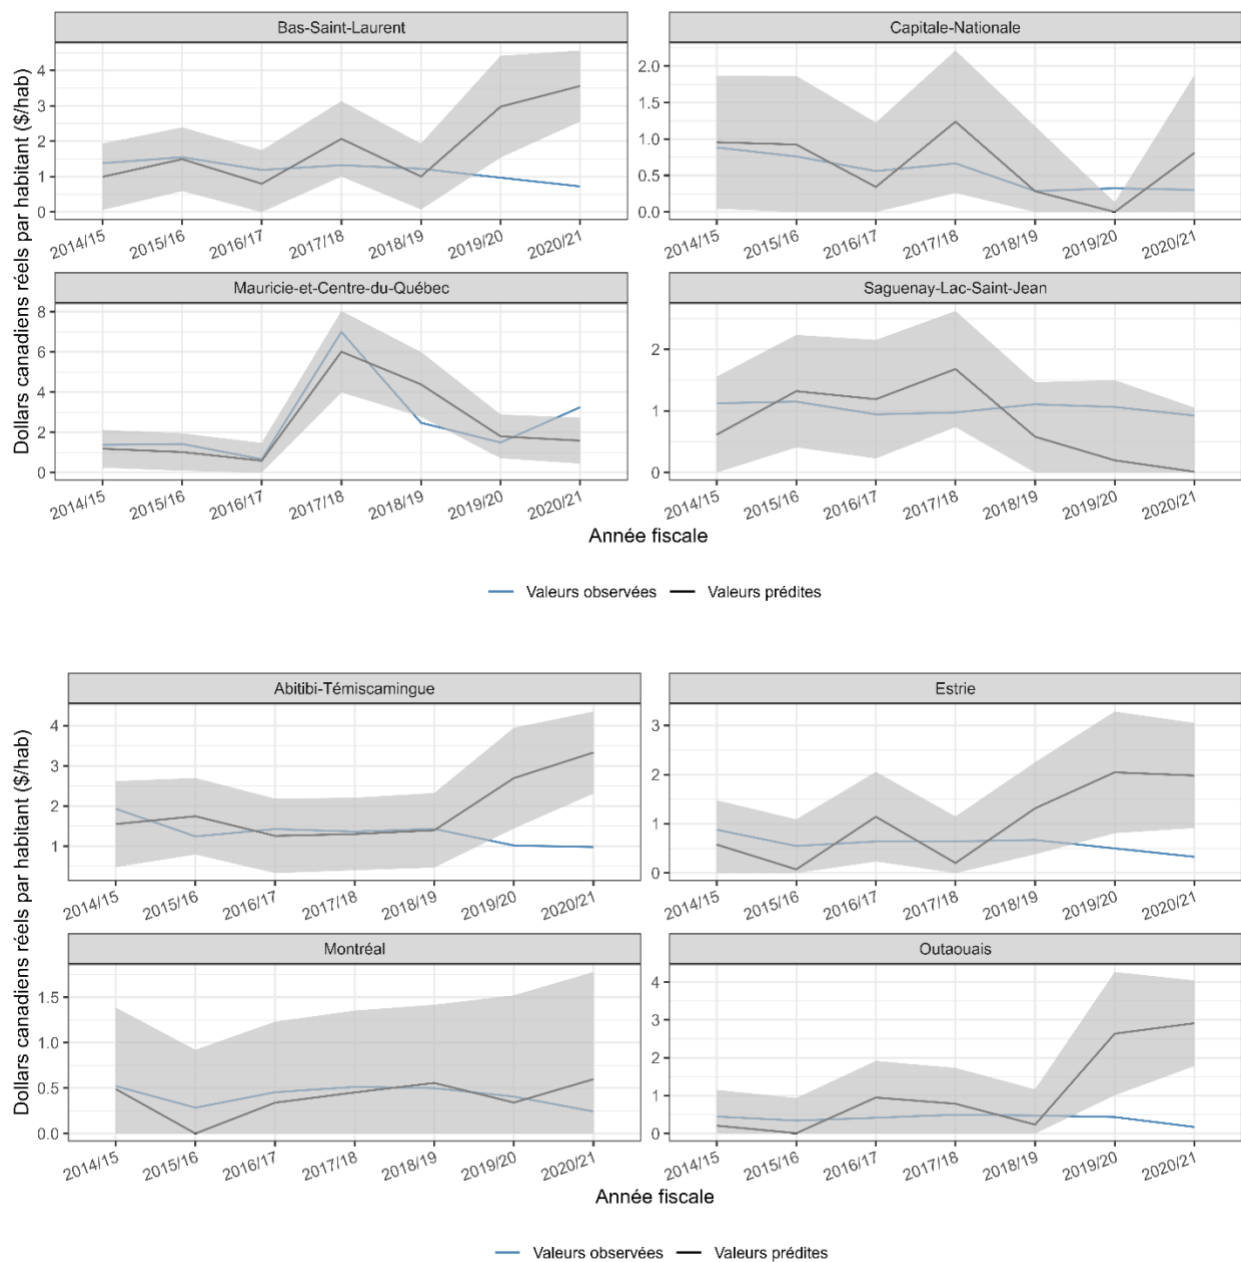 Bas-Saint-Laurent
Capitale-Nationale
Dollars canadiens réels par habitant ($/hab)
4
3
2
1
0
2.0
1.5
1.0
0.5
0.0
2014/15 2015/16 2016/17 2017/18 2018/19 2019/20 2020/21
2014/15 2015/16 2016/17 2017/18 2018/19 2019/20 2020/21
Mauricie-et-Centre-du-Québec
Saguenay-Lac-Saint-Jean
8
6
4
2
0
2
1
0
2014/15 2015/16 2016/17 2017/18 2018/19 2019/20 2020/21
2014/15 2015/16 2016/17 2017/18 2018/19 2019/20 2020/21
Année fiscale
Valeurs observées Valeurs prédites
Abitibi-Témiscamingue
Estrie
Dollars canadiens réels par habitant ($/hab)
4
3
2
1
3
2
1
0
2014/15 2015/16 2016/17 2017/18 2018/19 2019/20 2020/21
2014/15 2015/16 2016/17 2017/18 2018/19 2019/20 2020/21
Montréal
Outaouais
1.5
1.0
0.5
0.0
4
3
2
1
0
2014/15 2015/16 2016/17 2017/18 2018/19 2019/20 2020/21
2014/15 2015/16 2016/17 2017/18 2018/19 2019/20 2020/21
Année fiscale
Valeurs observées Valeurs prédites